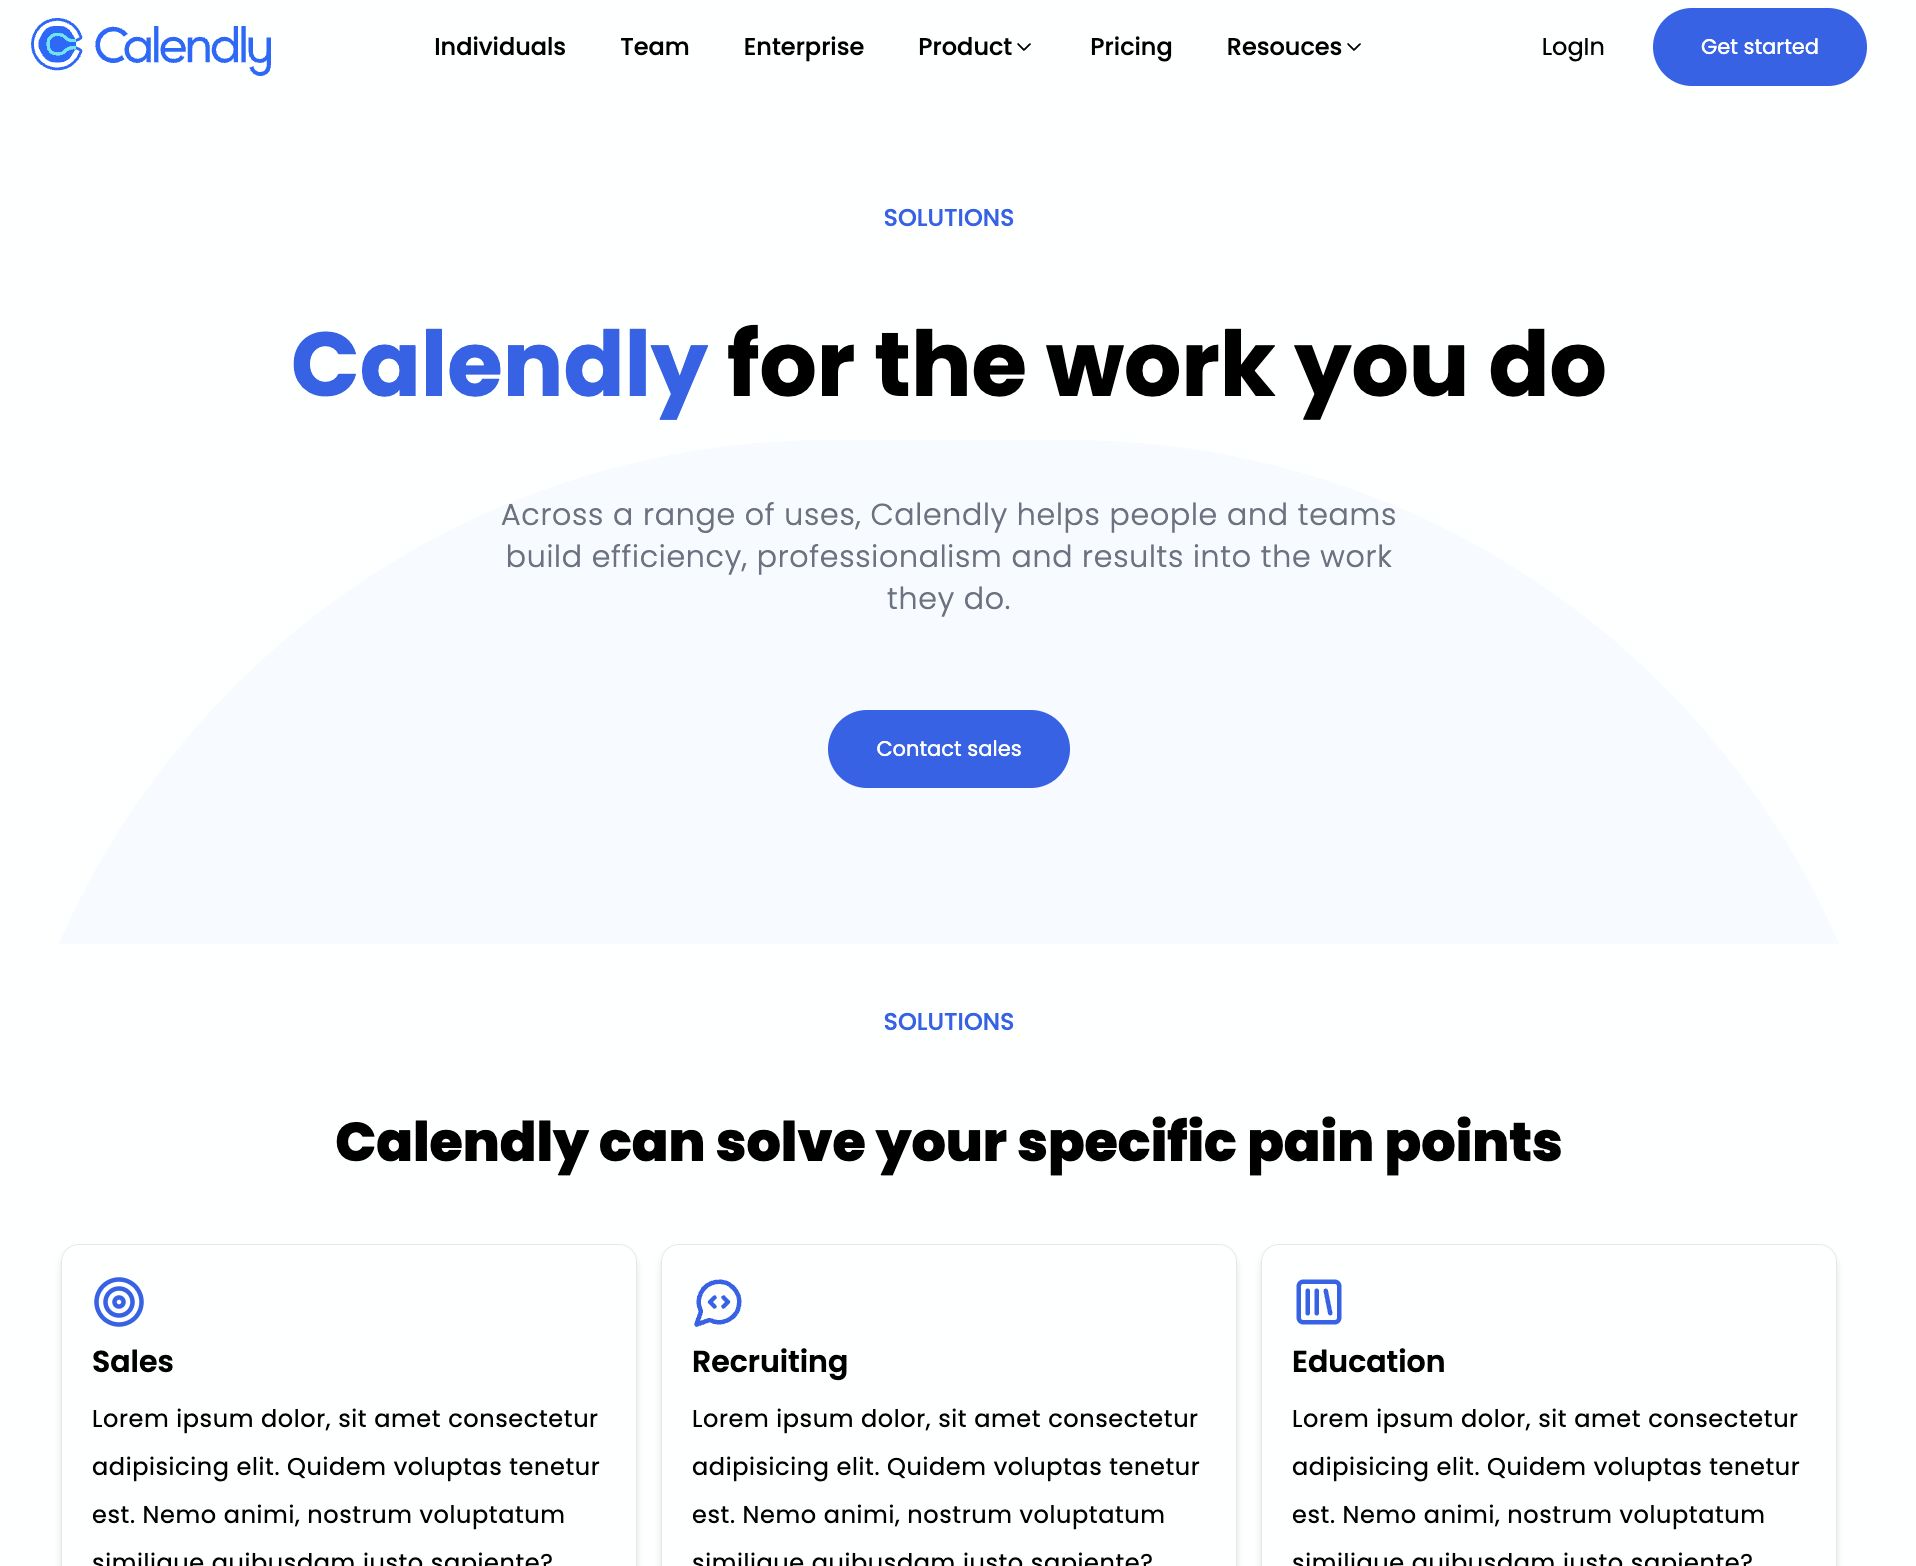 Calendly
Individuals Team Enterprise Product Pricing Resouces LogIn Get started
SOLUTIONS
Calendly for the work you do
Across a range of uses, Calendly helps people and teams
build efficiency, professionalism and results into the work
they do.
Contact sales
SOLUTIONS
Calendly can solve your specific pain points
Sales
Lorem ipsum dolor, sit amet consectetur
adipisicing elit. Quidem voluptas tenetur
est. Nemo animi, nostrum voluptatum
similique quibusdam iusto sapiente?
Recruiting
Lorem ipsum dolor, sit amet consectetur
adipisicing elit. Quidem voluptas tenetur
est. Nemo animi, nostrum voluptatum
similique quibusdam iusto sapiente?
Education
Lorem ipsum dolor, sit amet consectetur
adipisicing elit. Quidem voluptas tenetur
est. Nemo animi, nostrum voluptatum
similique quibusdam iusto sapiente?